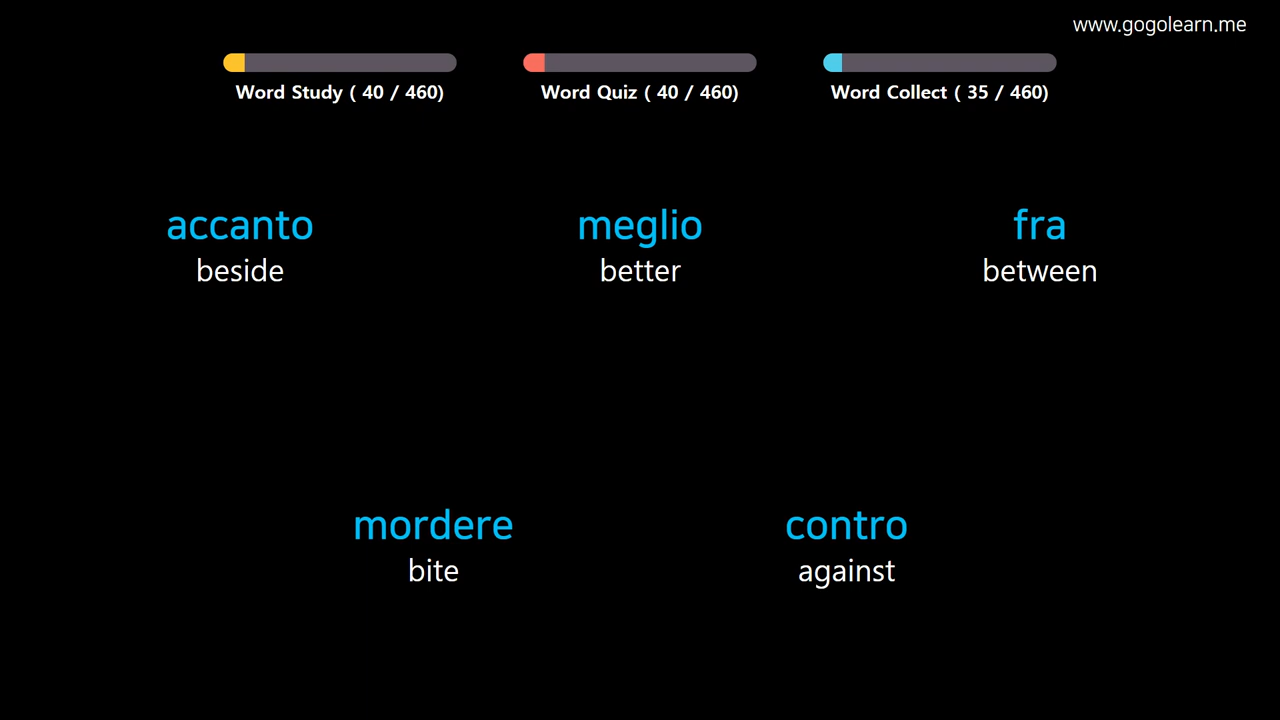 www.gogolearn.me
Word Study ( 40 / 460)
Word Quiz ( 40 / 460)
Word Collect ( 35 / 460)
accanto
beside
meglio
better
fra
between
mordere
bite
contro
against